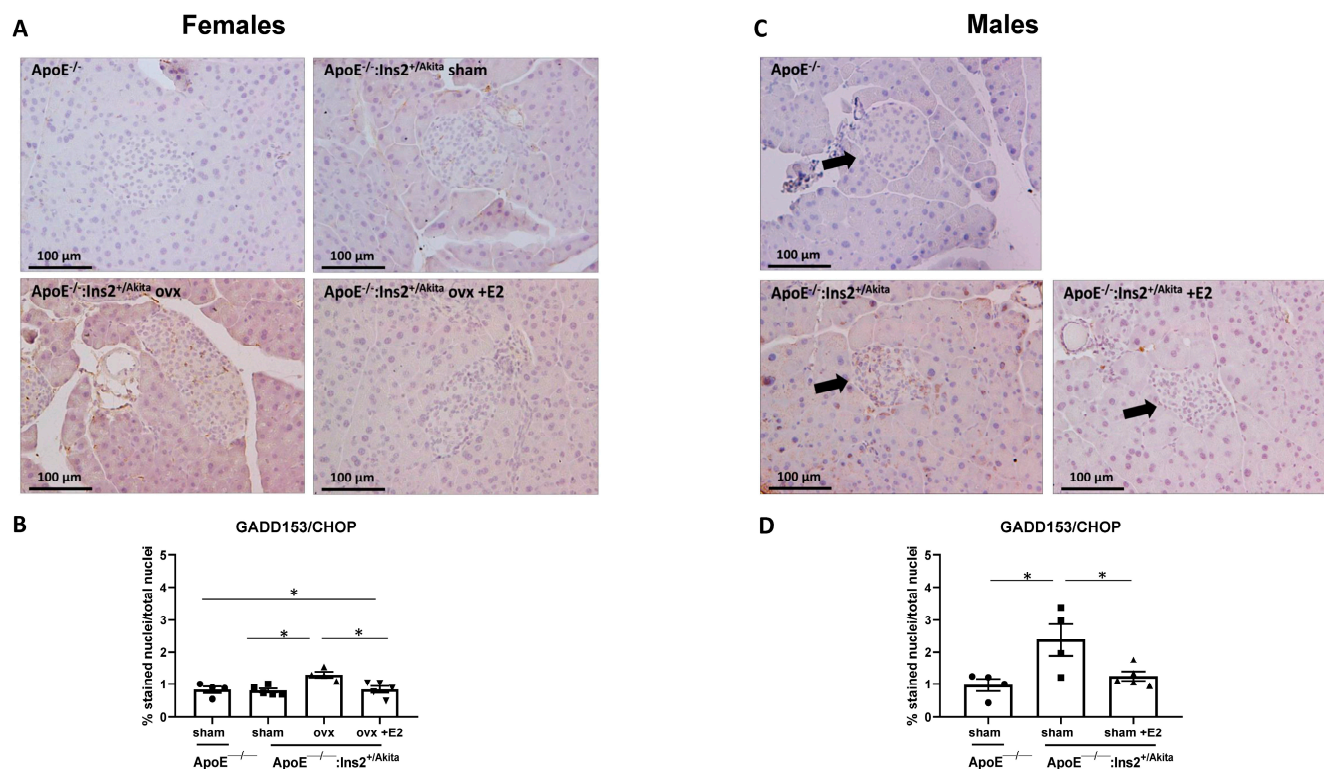 Females
Males
A
ApoE-/-
ApoE-/-:Ins2+/Akita sham
100 µm
100 µm
ApoE-/-:Ins2+/Akita ovx
ApoE-/-:Ins2+/Akita ovx +E2
100 µm
100 µm
C
ApoE-/-
100 µm
ApoE-/-:Ins2+/Akita
ApoE-/-:Ins2+/Akita +E2
100 µm
100 µm
B
GADD153/CHOP
% stained nuclei/total nuclei
5
4
3
2
1
0
*
* *
sham sham ovx ovx +E2
ApoE-/- ApoE-/-:Ins2+/Akita
D
GADD153/CHOP
% stained nuclei/total nuclei
5
4
3
2
1
0
* *
sham sham sham +E2
ApoE-/- ApoE-/-:Ins2+/Akita